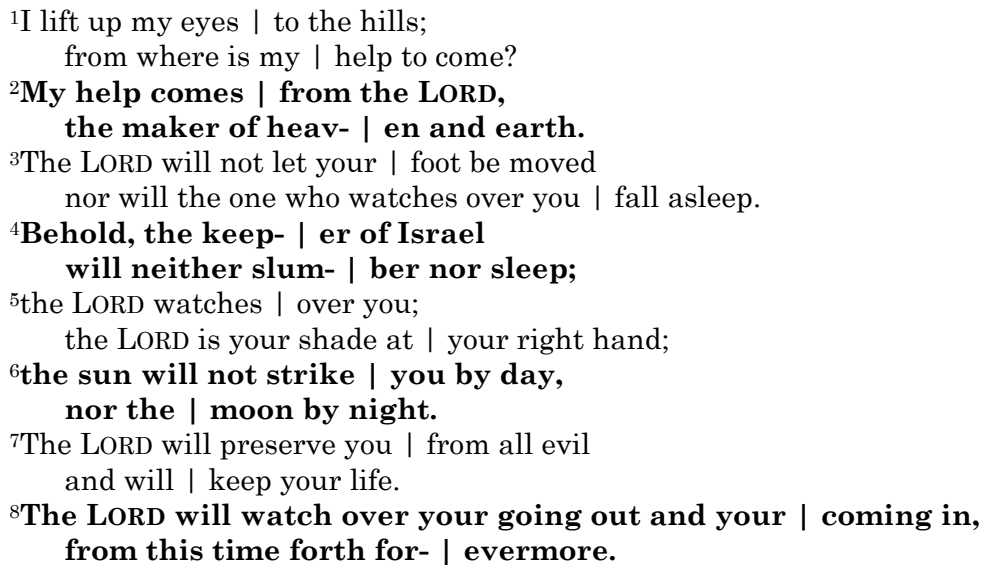 ¹I lift up my eyes | to the hills;
from where is my | help to come?
²My help comes | from the LORD,
the maker of heav- | en and earth.
³The LORD will not let your | foot be moved
nor will the one who watches over you | fall asleep.
⁴Behold, the keep- | er of Israel
will neither slum- | ber nor sleep;
⁵the LORD watches | over you;
the LORD is your shade at | your right hand;
⁶the sun will not strike | you by day,
nor the | moon by night.
⁷The LORD will preserve you | from all evil
and will | keep your life.
⁸The LORD will watch over your going out and your | coming in,
from this time forth for- | evermore.